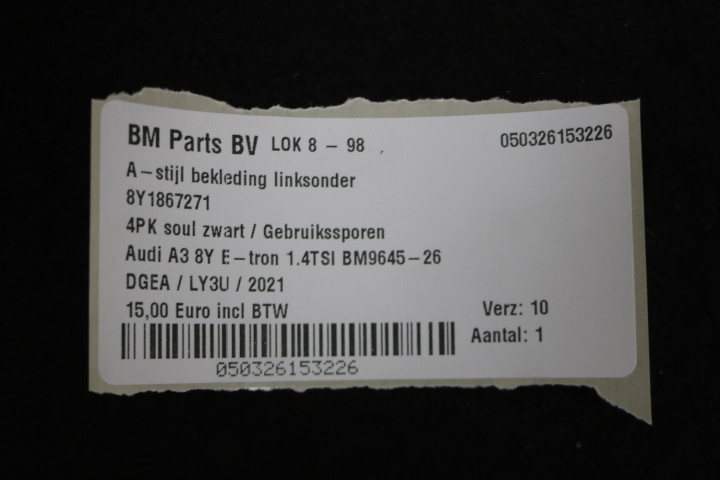 BM Parts BV LOK 8 - 98 050326153226
A-stijl bekleding linksonder
8Y1867271
4PK soul zwart / Gebruikssporen
Audi A3 8Y E-tron 1.4TSI BM9645-26
DGEA / LY3U / 2021
15,00 Euro incl BTW Verz: 10
Aantal: 1
050326153226